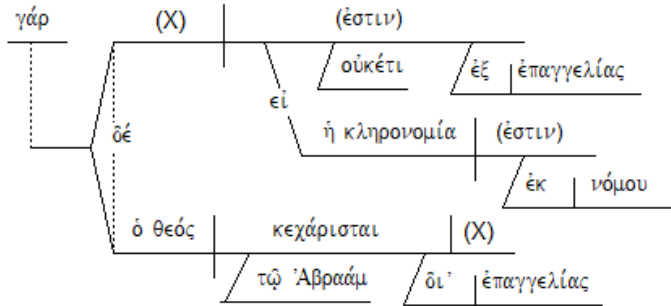 γάρ (X) (ἐστιν)
οὐκέτι ἐξ ἐπαγγελίας
εἰ
δέ ἡ κληρονομία (ἐστιν)
ἐκ νόμου
ὁ θεός κεχάρισται (X)
τῷ Ἀβραάμ δι’ ἐπαγγελίας